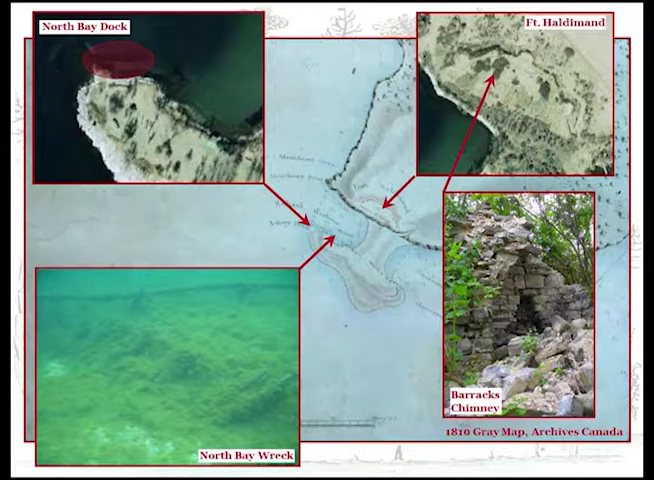 North Bay Dock
Ft. Haldimand
Barracks
Chimney
North Bay Wreck
1810 Gray Map, Archives Canada